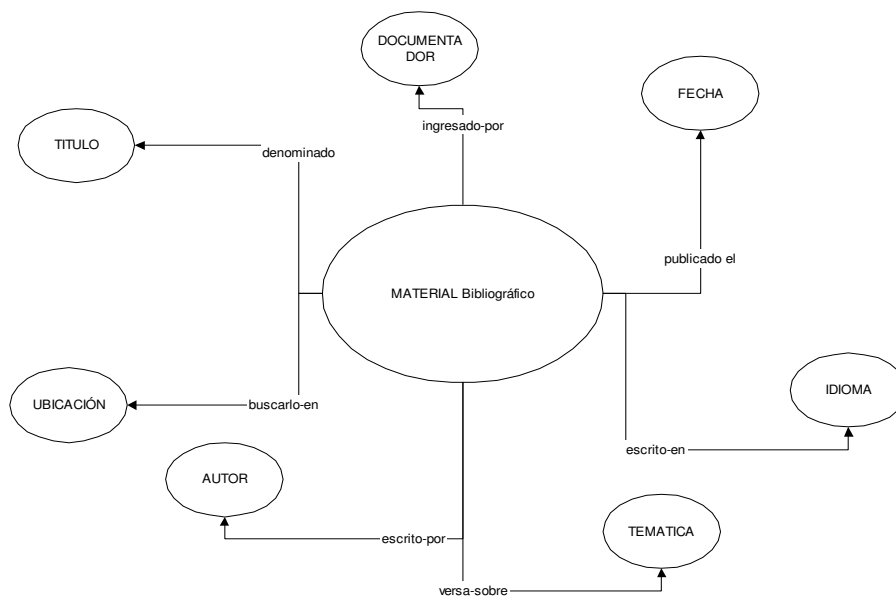 DOCUMENTA
DOR
FECHA
ingresado-por
TITULO
denominado
publicado el
MATERIAL Bibliográfico
UBICACIÓN
buscarlo-en
IDIOMA
escrito-en
AUTOR
escrito-por
TEMATICA
versa-sobre